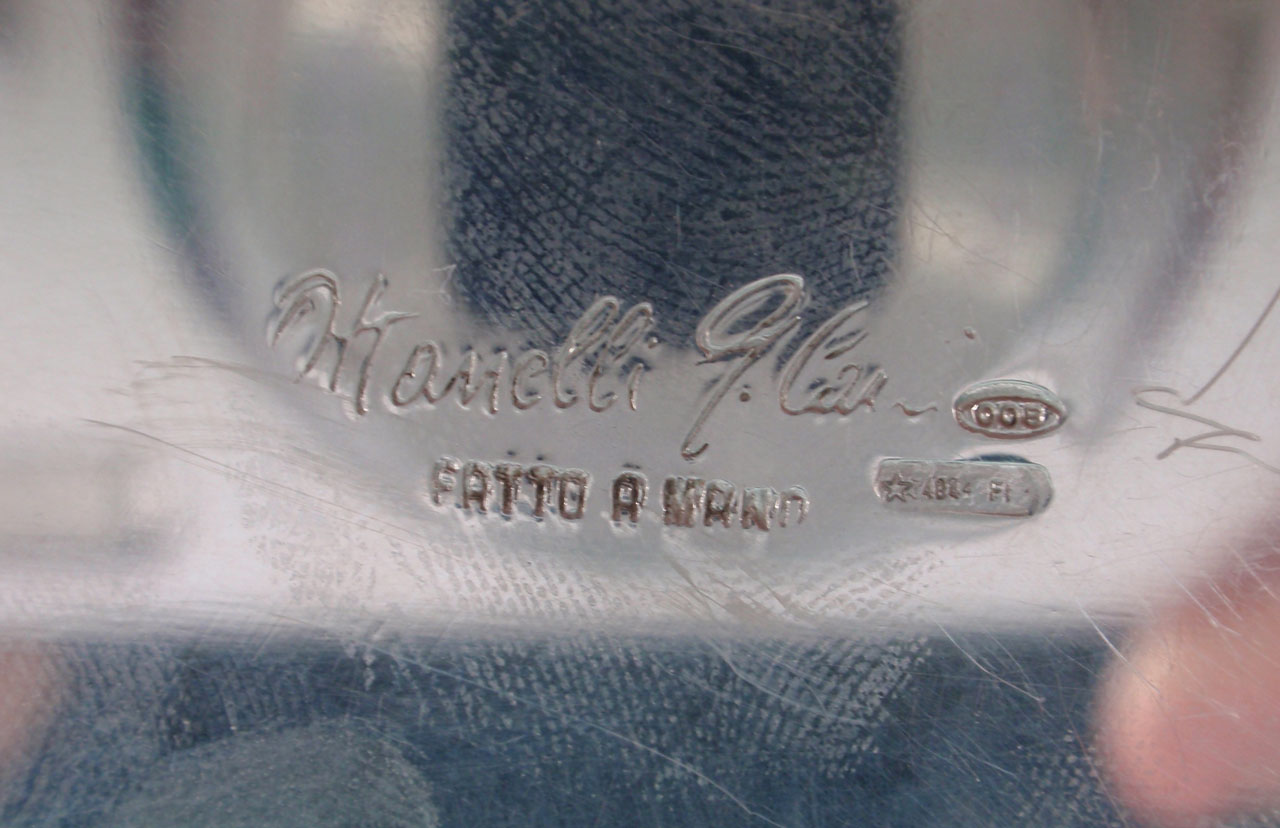 Manelli G.
800
FATTO A MANO
FI